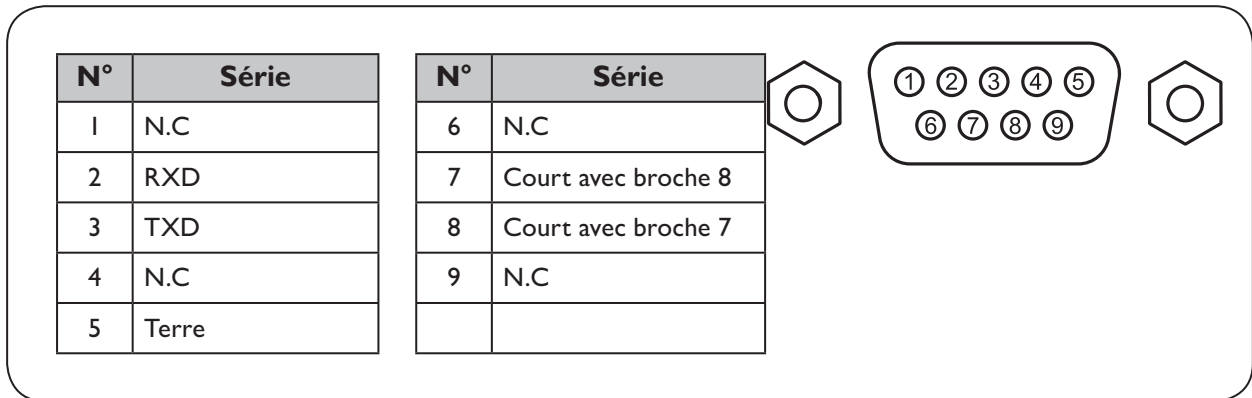 N° Série
1 N.C
2 RXD
3 TXD
4 N.C
5 Terre
N° Série
6 N.C
7 Court avec broche 8
8 Court avec broche 7
9 N.C
1 2 3 4 5
6 7 8 9